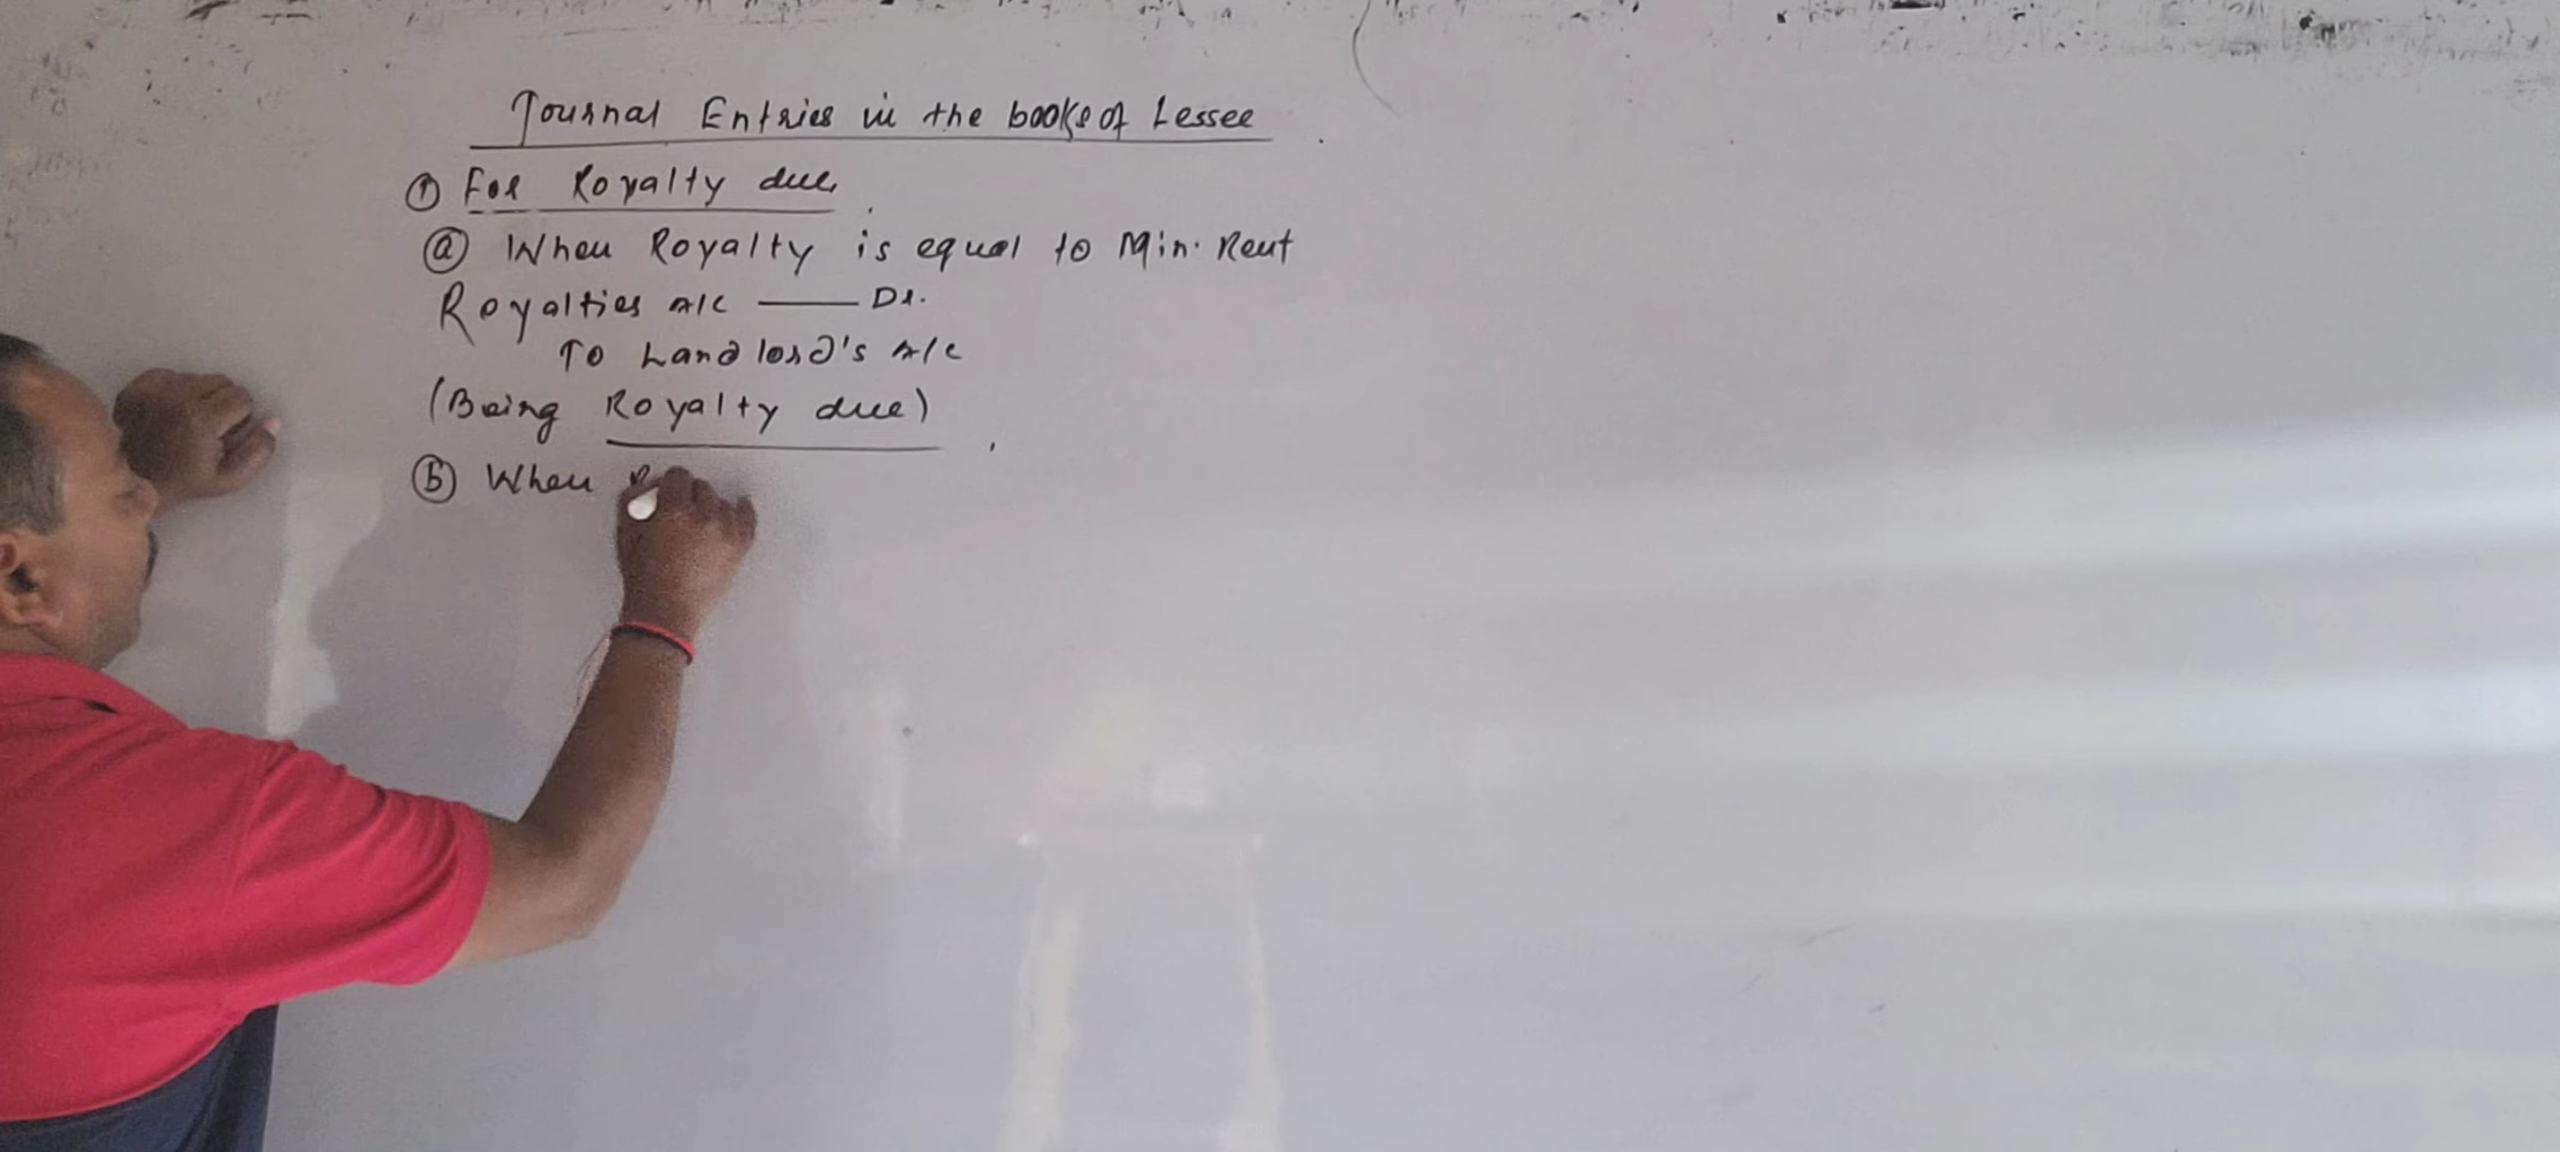 Journal Entries in the books of Lessee
① For Royalty due
ⓐ When Royalty is equal to Min. Rent
Royalties A/c —— Dr.
To Landlord's A/c
(Being Royalty due)
ⓑ When R